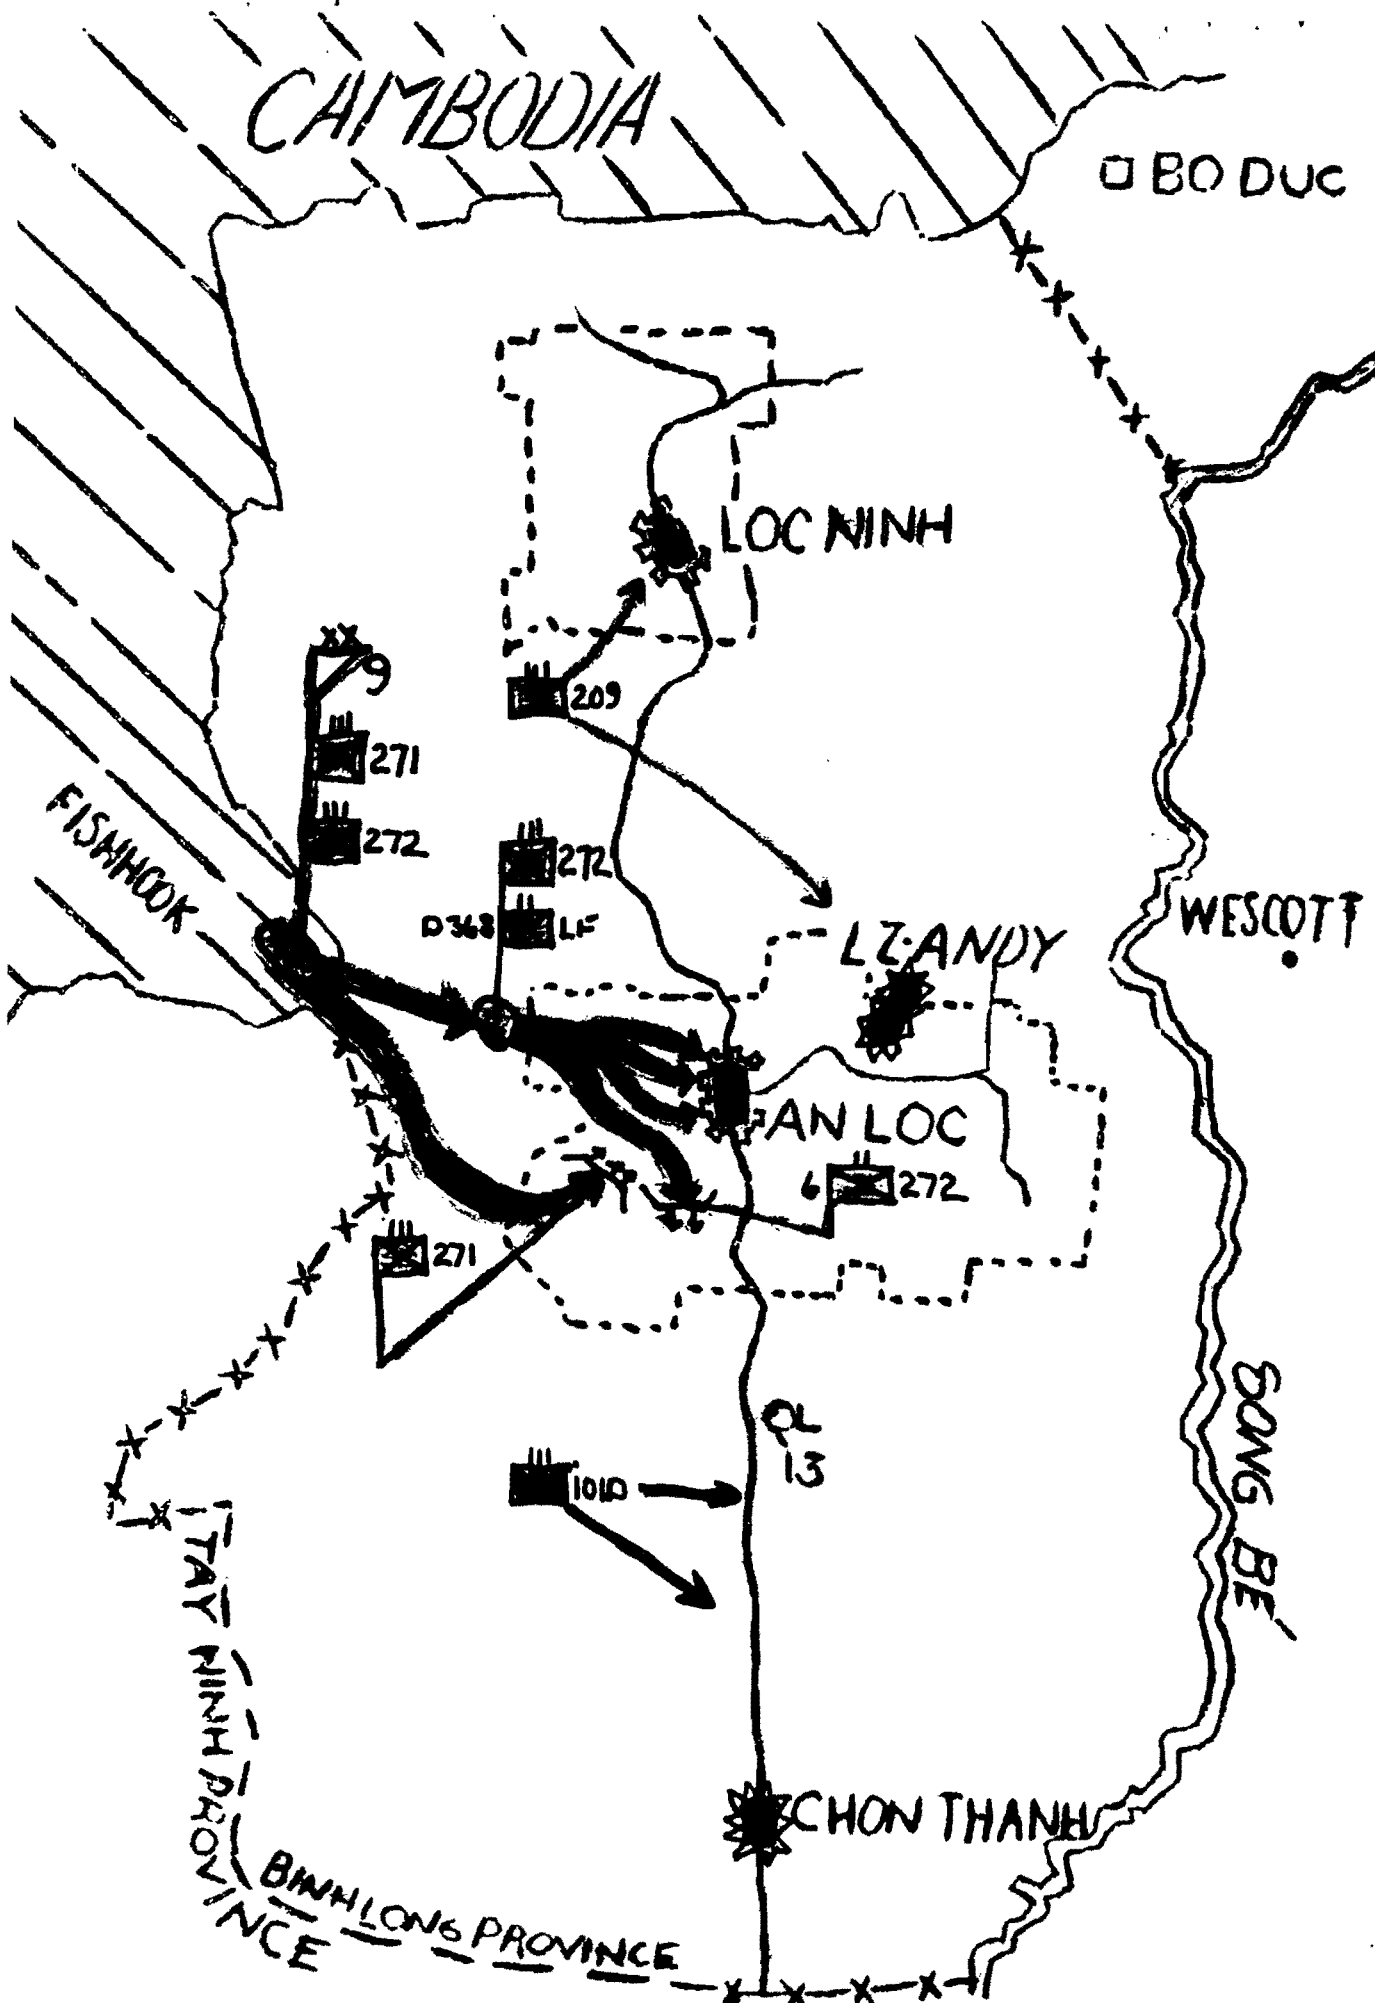 CAMBODIA
BO DUC
LOC NINH
XX
9
209
271
272
272
FISHHOOK
D 368
LF
WESCOTT
LZ. ANDY
AN LOC
6
272
271
QL
13
SONG BE
101D
TAY NINH PROVINCE
CHON THANH
BINH LONG PROVINCE